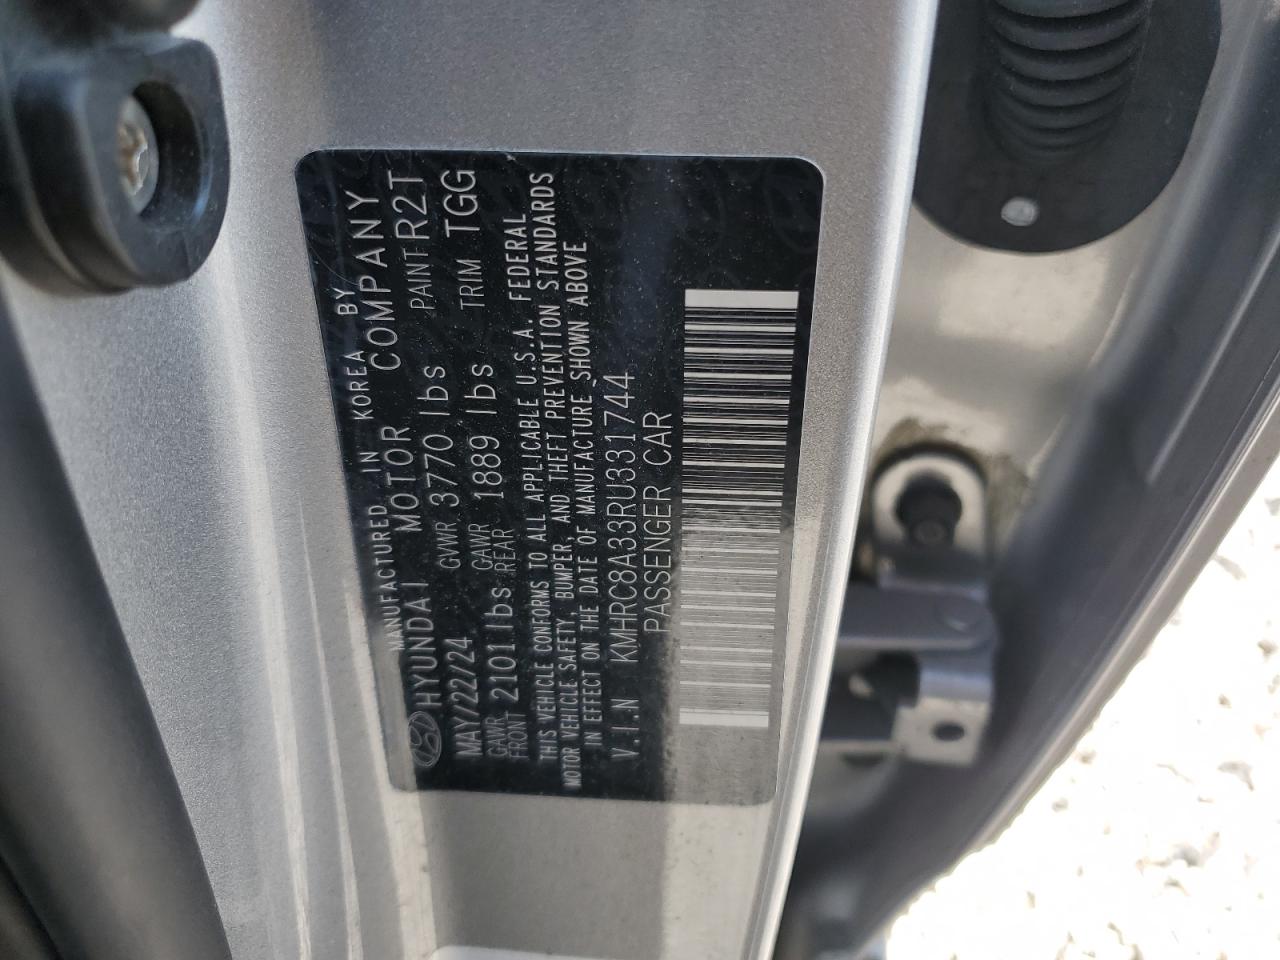 MANUFACTURED IN KOREA BY
HYUNDAI MOTOR COMPANY
MAY/22/24 GVWR 3770 lbs PAINT R2T
GAWR FRONT 2101 lbs GAWR REAR 1889 lbs TRIM TGG
THIS VEHICLE CONFORMS TO ALL APPLICABLE U.S.A. FEDERAL
MOTOR VEHICLE SAFETY, BUMPER, AND THEFT PREVENTION STANDARDS
IN EFFECT ON THE DATE OF MANUFACTURE SHOWN ABOVE
V.I.N KMHRC8A33RU331744
PASSENGER CAR